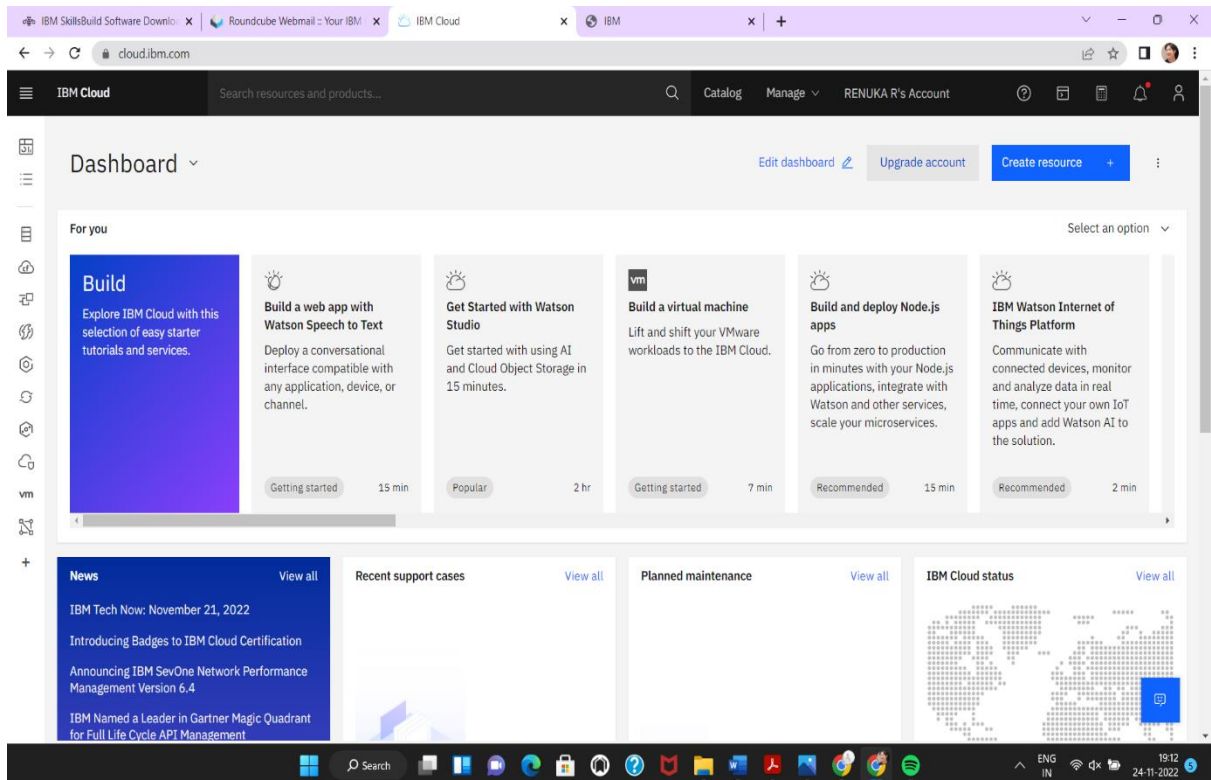 IBM SkillsBuild Software Downlo
Roundcube Webmail :: Your IBM
IBM Cloud
IBM
cloud.ibm.com
IBM Cloud
Search resources and products...
Catalog
Manage
RENUKA R's Account
Dashboard
Edit dashboard
Upgrade account
Create resource +
For you
Select an option
Build
Explore IBM Cloud with this
selection of easy starter
tutorials and services.
Build a web app with
Watson Speech to Text
Deploy a conversational
interface compatible with
any application, device, or
channel.
Getting started
15 min
Get Started with Watson
Studio
Get started with using AI
and Cloud Object Storage in
15 minutes.
Popular
2 hr
vm
Build a virtual machine
Lift and shift your VMware
workloads to the IBM Cloud.
Getting started
7 min
Build and deploy Node.js
apps
Go from zero to production
in minutes with your Node.js
applications, integrate with
Watson and other services,
scale your microservices.
Recommended
15 min
IBM Watson Internet of
Things Platform
Communicate with
connected devices, monitor
and analyze data in real
time, connect your own IoT
apps and add Watson AI to
the solution.
Recommended
2 min
vm
News
View all
IBM Tech Now: November 21, 2022
Introducing Badges to IBM Cloud Certification
Announcing IBM SevOne Network Performance
Management Version 6.4
IBM Named a Leader in Gartner Magic Quadrant
for Full Life Cycle API Management
Recent support cases
View all
Planned maintenance
View all
IBM Cloud status
View all
Search
ENG
IN
19:12
24-11-2022
5